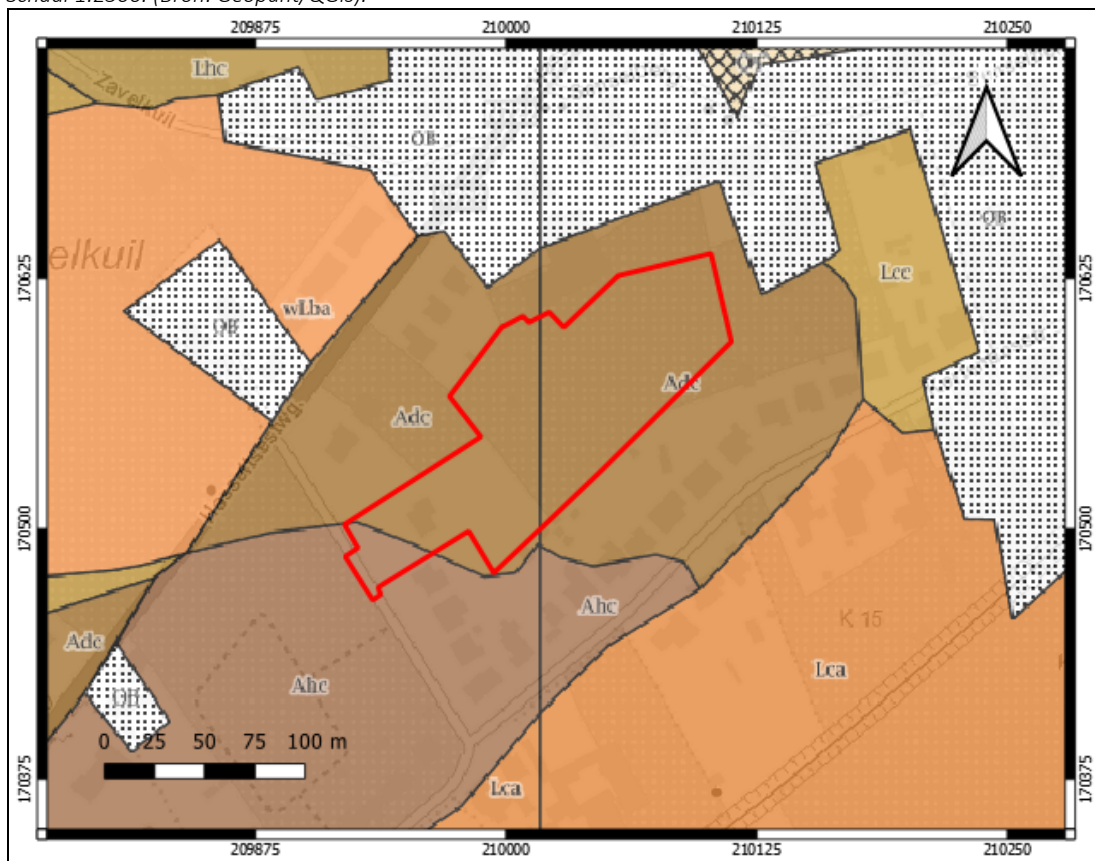 Schaal 1:2500. (Bron: Geopunt/QGis).
209875 210000 210125 210250
Lhc
Zavelkuil
OB
OB
170625 elkuil wLba Lce 170625
OB
Adc Adc
Hasseltsestwg.
170500 170500
Ahc
K 15
Adc
Ahc
Lca
OB
0 25 50 75 100 m
170375 Lca 170375
209875 210000 210125 210250